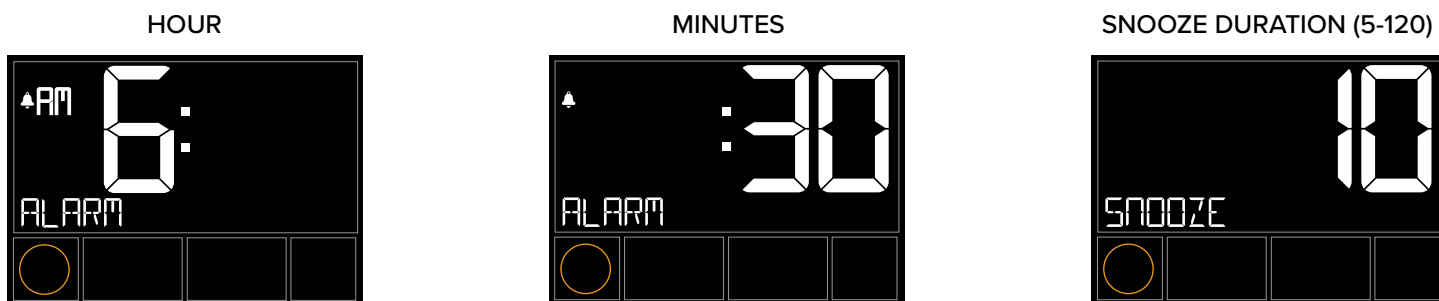 HOUR
AM 6:
ALARM
MINUTES
:30
ALARM
SNOOZE DURATION (5-120)
10
SNOOZE